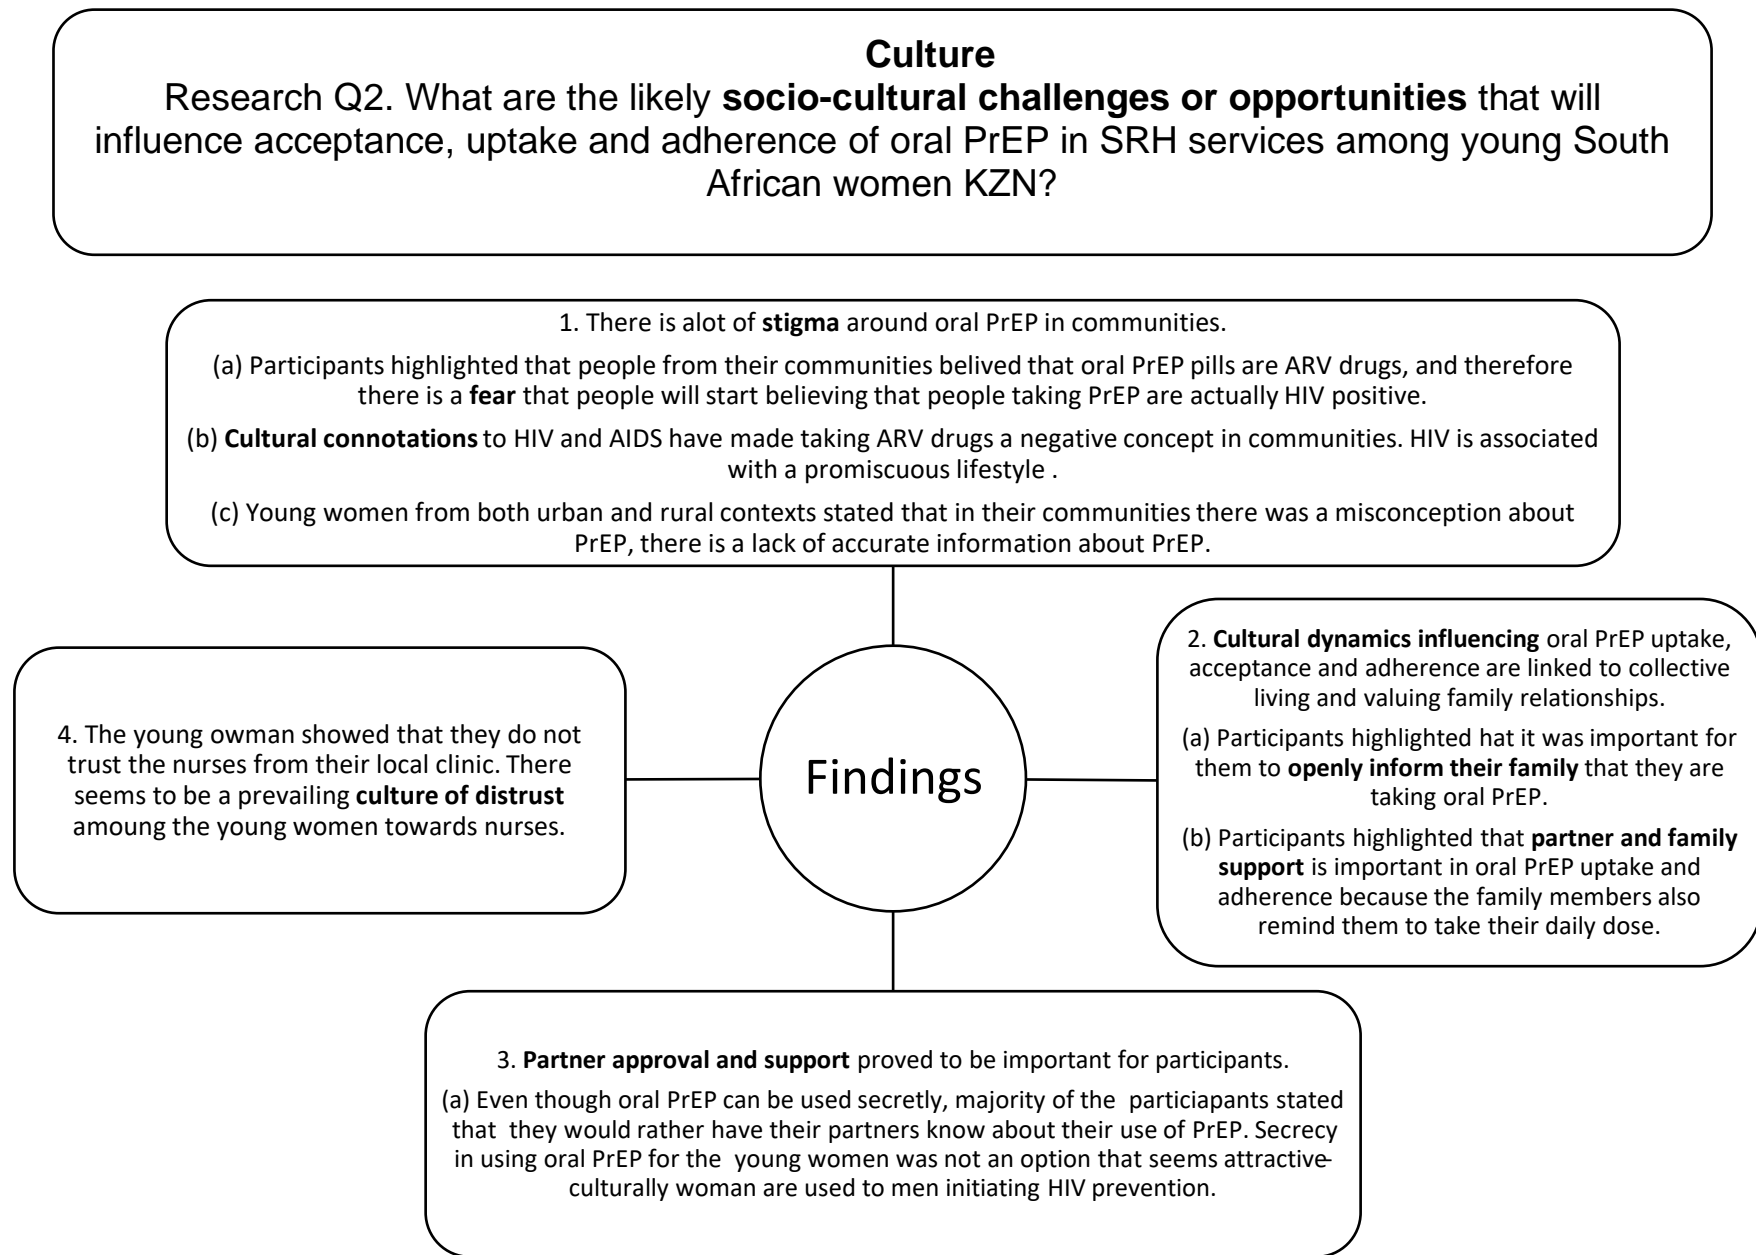 Culture
Research Q2. What are the likely socio-cultural challenges or opportunities that will
influence acceptance, uptake and adherence of oral PrEP in SRH services among young South
African women KZN?
1. There is alot of stigma around oral PrEP in communities.
(a) Participants highlighted that people from their communities belived that oral PrEP pills are ARV drugs, and therefore
there is a fear that people will start believing that people taking PrEP are actually HIV positive.
(b) Cultural connotations to HIV and AIDS have made taking ARV drugs a negative concept in communities. HIV is associated
with a promiscuous lifestyle .
(c) Young women from both urban and rural contexts stated that in their communities there was a misconception about
PrEP, there is a lack of accurate information about PrEP.
Findings
2. Cultural dynamics influencing oral PrEP uptake,
acceptance and adherence are linked to collective
living and valuing family relationships.
(a) Participants highlighted hat it was important for
them to openly inform their family that they are
taking oral PrEP.
(b) Participants highlighted that partner and family
support is important in oral PrEP uptake and
adherence because the family members also
remind them to take their daily dose.
3. Partner approval and support proved to be important for participants.
(a) Even though oral PrEP can be used secretly, majority of the particiapants stated
that they would rather have their partners know about their use of PrEP. Secrecy
in using oral PrEP for the young women was not an option that seems attractive-
culturally woman are used to men initiating HIV prevention.
4. The young owman showed that they do not
trust the nurses from their local clinic. There
seems to be a prevailing culture of distrust
amoung the young women towards nurses.